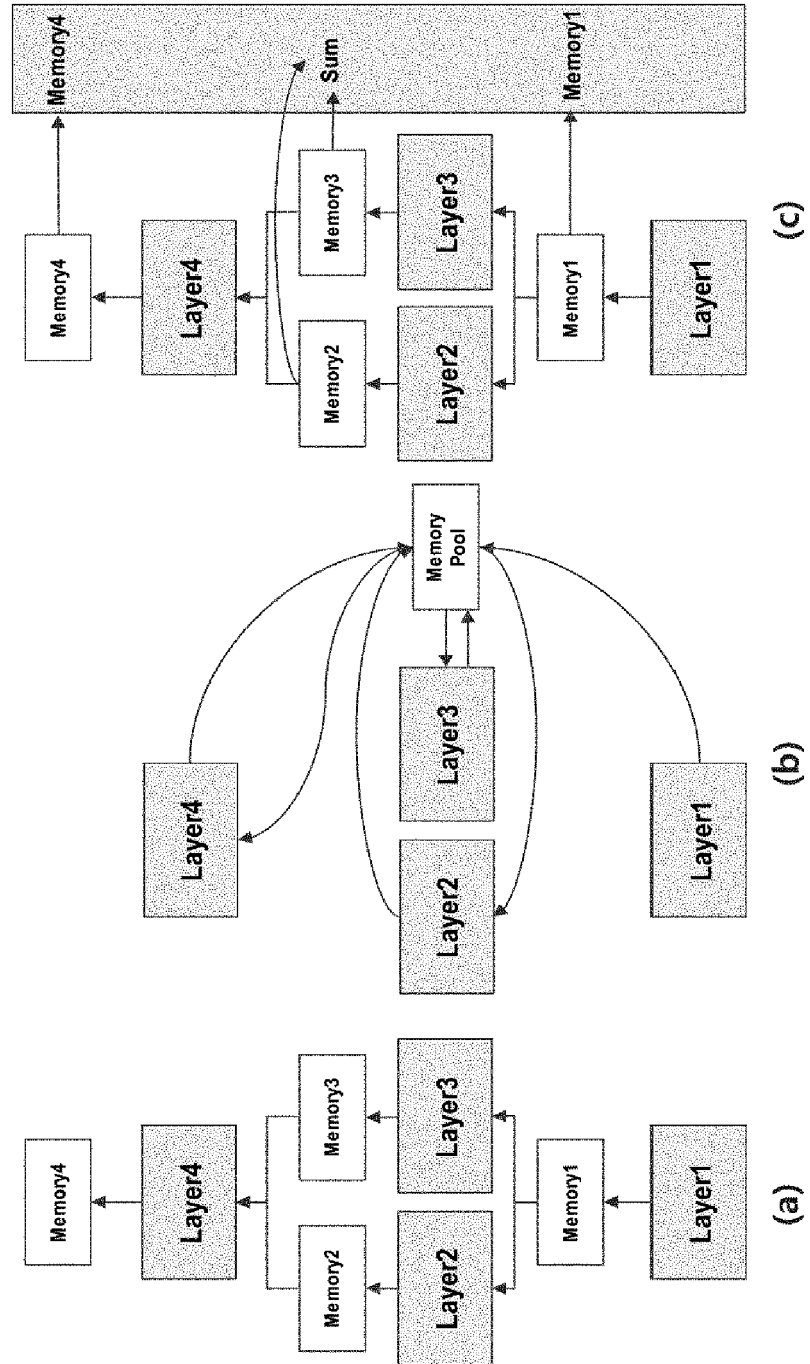 Memory4
Layer4
Memory2
Memory3
Layer2
Layer3
Memory1
Layer1
(a)
Layer4
Layer2
Layer3
Memory
Pool
Layer1
(b)
Memory4
Memory4
Layer4
Memory2
Memory3
Sum
Layer2
Layer3
Memory1
Memory1
Layer1
(c)